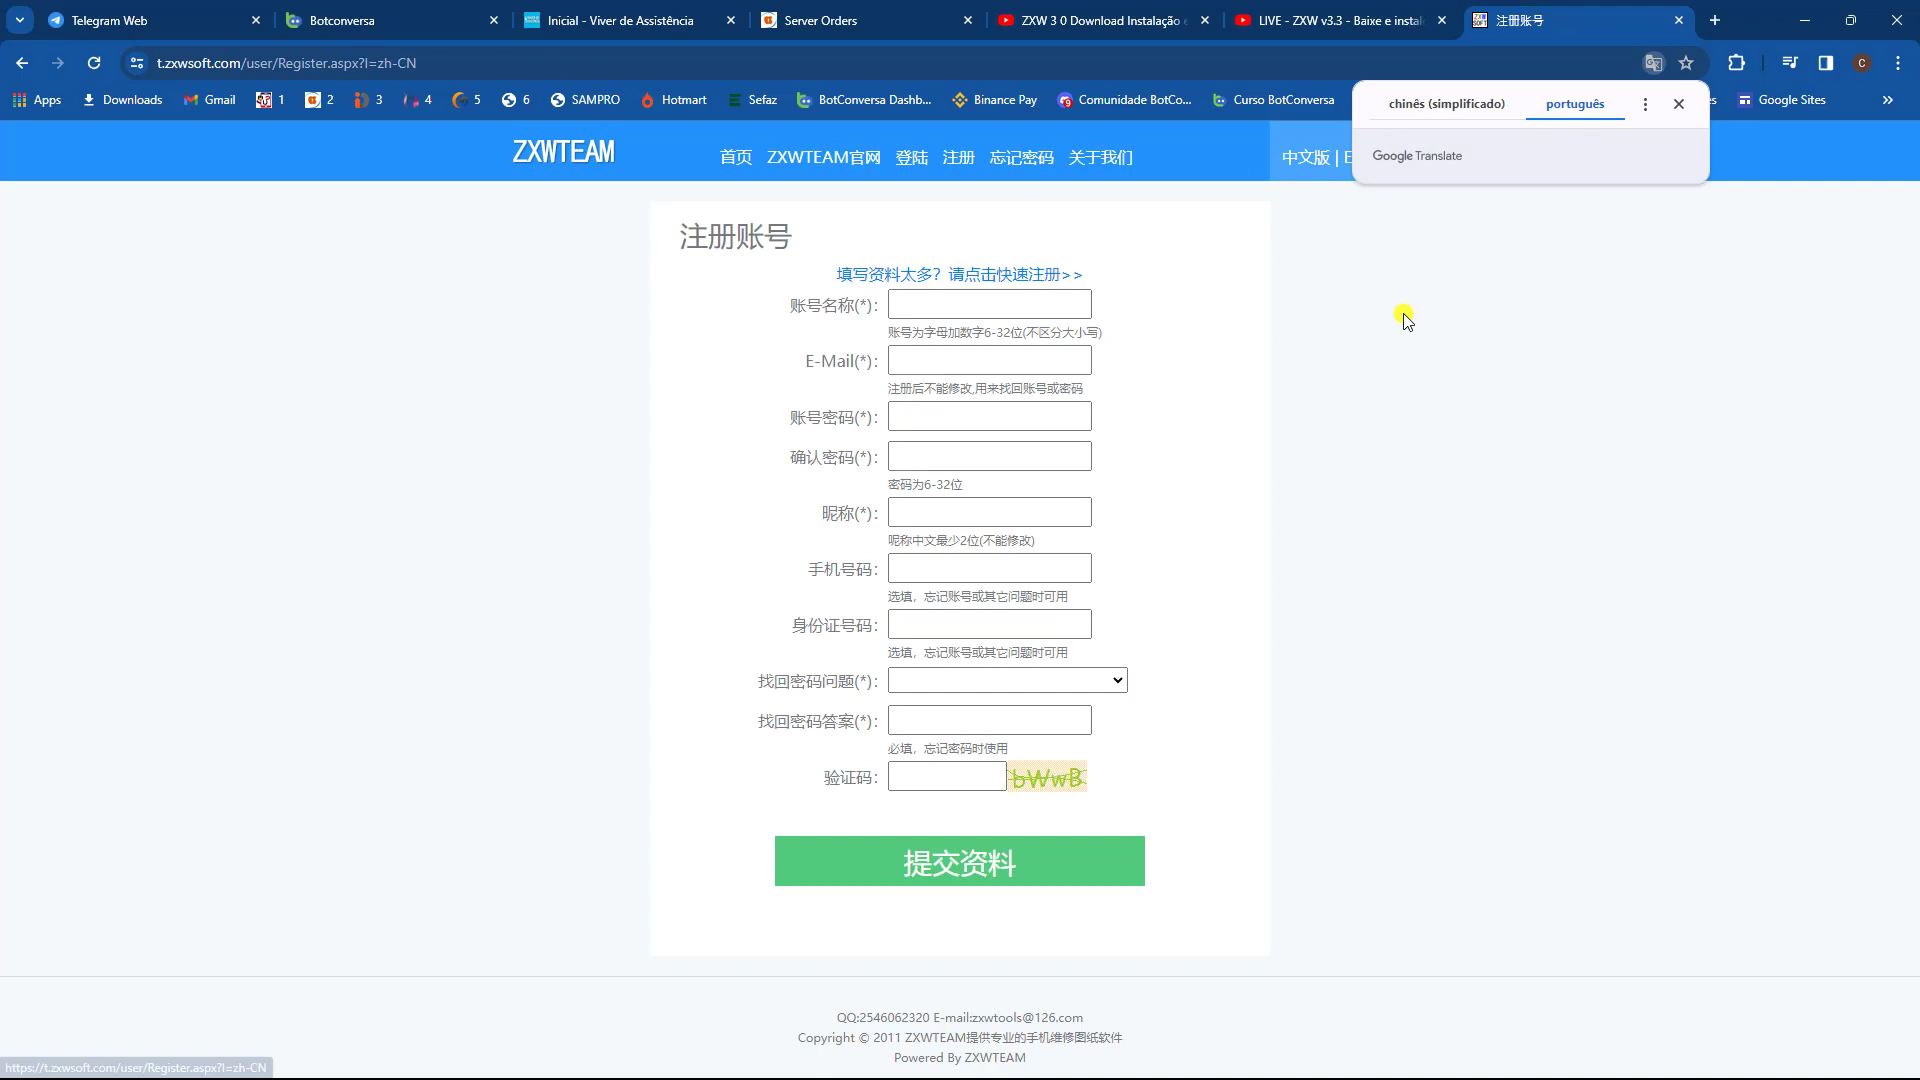 Telegram Web
Botconversa
Inicial - Viver de Assistência
Server Orders
ZXW 3 0 Download Instalação
LIVE - ZXW v3.3 - Baixe e instal
注册账号
t.zxwsoft.com/user/Register.aspx?l=zh-CN
C
Apps
Downloads
Gmail
1
2
3
4
5
6
SAMPRO
Hotmart
Sefaz
BotConversa Dashb...
Binance Pay
Comunidade BotCo...
Curso BotConversa
Google Sites
chinês (simplificado)
português
Google Translate
ZXWTEAM
首页 ZXWTEAM官网 登陆 注册 忘记密码 关于我们
中文版 | E
注册账号
填写资料太多？请点击快速注册>>
账号名称(*)：
账号为字母加数字6-32位(不区分大小写)
E-Mail(*)：
注册后不能修改,用来找回账号或密码
账号密码(*)：
确认密码(*)：
密码为6-32位
昵称(*)：
呢称中文最少2位(不能修改)
手机号码：
选填，忘记账号或其它问题时可用
身份证号码：
选填，忘记账号或其它问题时可用
找回密码问题(*)：
找回密码答案(*)：
必填，忘记密码时使用
验证码：
bWwB
提交资料
QQ:2546062320 E-mail:zxwtools@126.com
Copyright © 2011 ZXWTEAM提供专业的手机维修图纸软件
Powered By ZXWTEAM
https://t.zxwsoft.com/user/Register.aspx?l=zh-CN